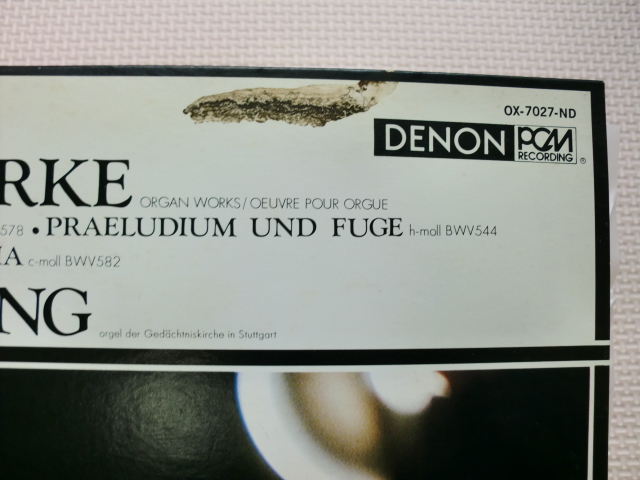 OX-7027-ND
DENON PCM
RECORDING ®
RKE ORGAN WORKS/OEUVRE POUR ORGUE
578 • PRAELUDIUM UND FUGE h-moll BWV544
IA c-moll BWV582
NG orgel der Gedächtniskirche in Stuttgart